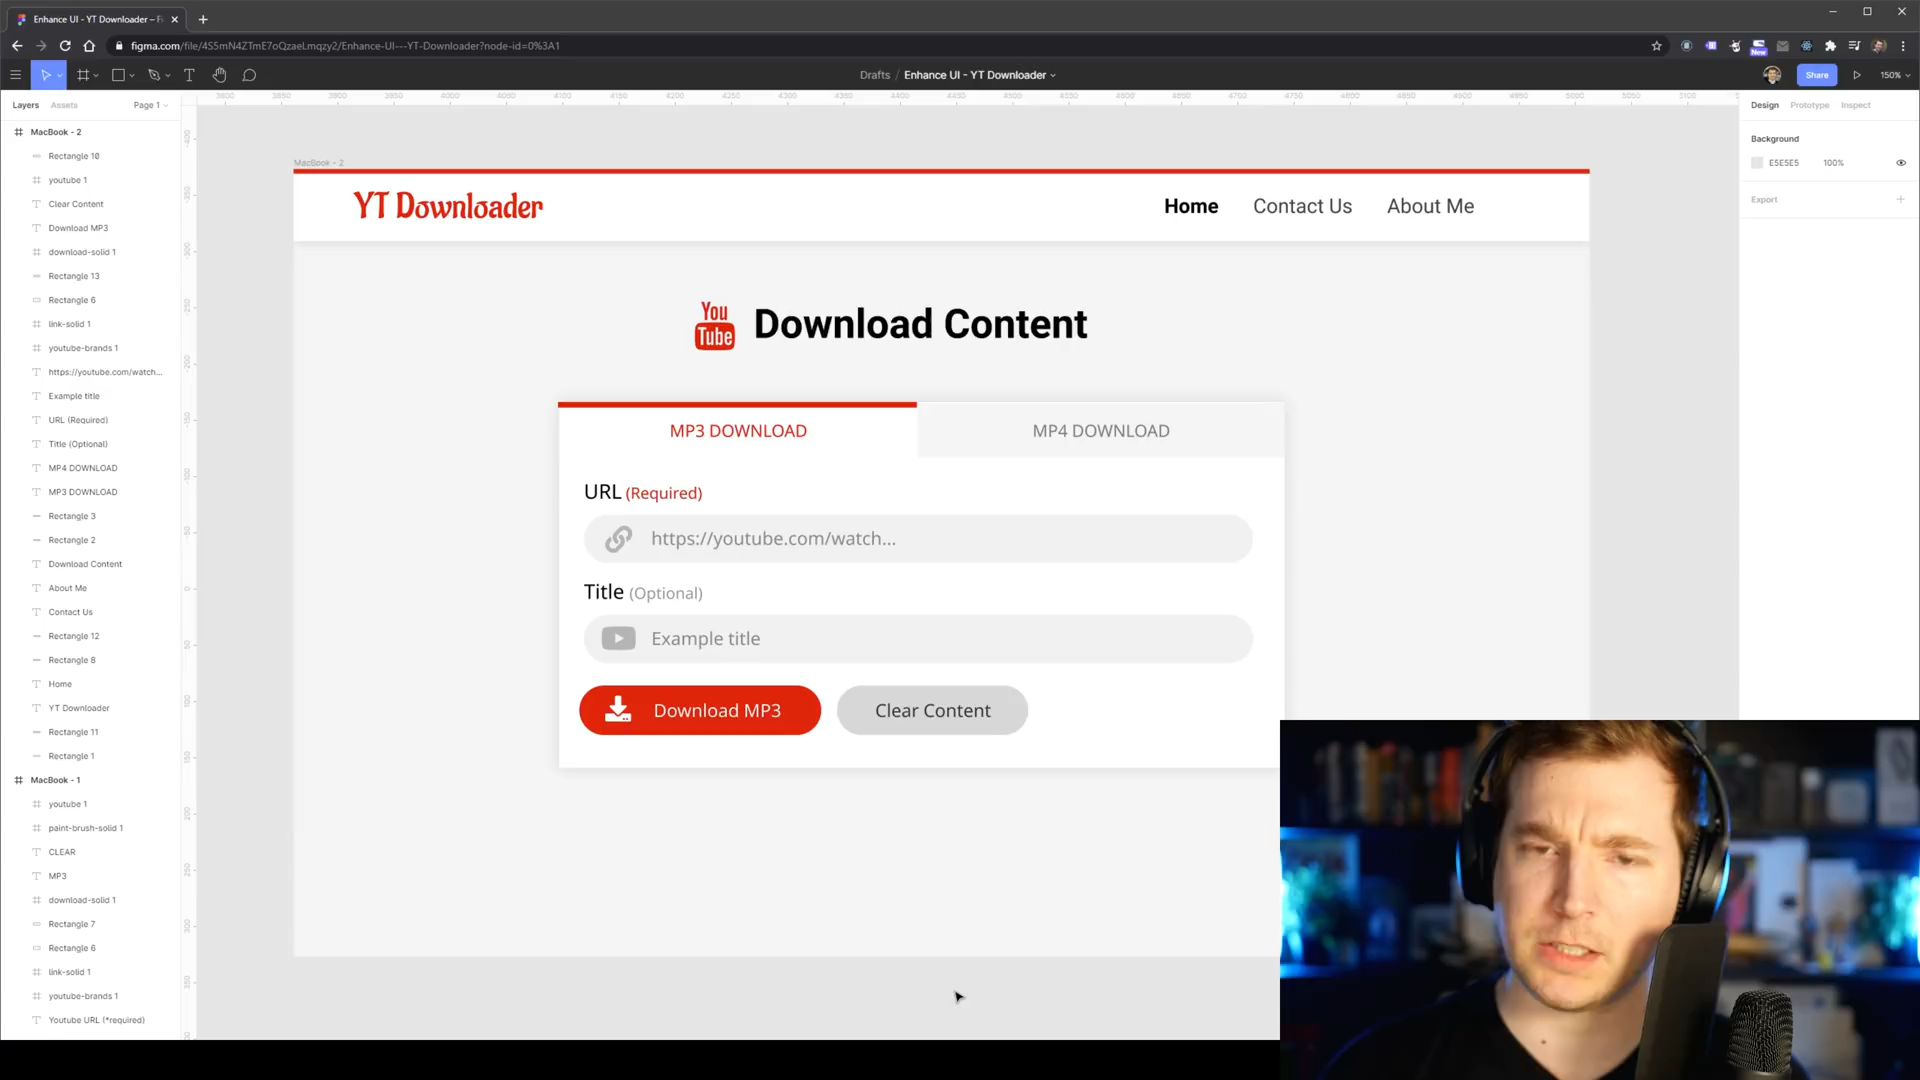 Enhance UI - YT Downloader – Fi
figma.com/file/4S5mN4ZTmE7oQzaeLmqzy2/Enhance-UI---YT-Downloader?node-id=0%3A1
New
Drafts / Enhance UI - YT Downloader
Share
150%
Layers
Assets
Page 1
Design
Prototype
Inspect
Background
E5E5E5
100%
Export
MacBook - 2
Rectangle 10
youtube 1
Clear Content
Download MP3
download-solid 1
Rectangle 13
Rectangle 6
link-solid 1
youtube-brands 1
https://youtube.com/watch...
Example title
URL (Required)
Title (Optional)
MP4 DOWNLOAD
MP3 DOWNLOAD
Rectangle 3
Rectangle 2
Download Content
About Me
Contact Us
Rectangle 12
Rectangle 8
Home
YT Downloader
Rectangle 11
Rectangle 1
MacBook - 1
youtube 1
paint-brush-solid 1
CLEAR
MP3
download-solid 1
Rectangle 7
Rectangle 6
link-solid 1
youtube-brands 1
Youtube URL (*required)
MacBook - 2
YT Downloader
Home
Contact Us
About Me
You
Tube
Download Content
MP3 DOWNLOAD
MP4 DOWNLOAD
URL (Required)
https://youtube.com/watch...
Title (Optional)
Example title
Download MP3
Clear Content